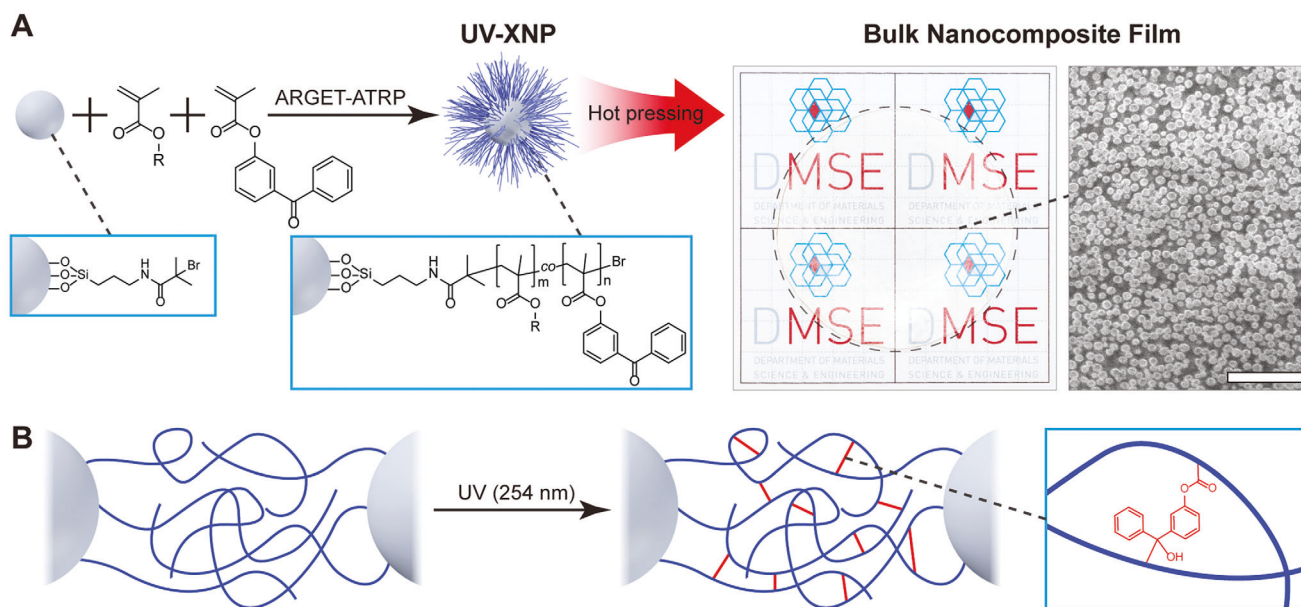 A
UV-XNP
Bulk Nanocomposite Film
ARGET-ATRP
Hot pressing
O
O
R
O
O
O
DMSE
DMSE
DEPARTMENT OF MATERIALS
SCIENCE & ENGINEERING
DEPARTMENT OF MATERIALS
SCIENCE & ENGINEERING
O
O
O
Si
H
N
O
Br
O
O
O
Si
H
N
O
m
co
n
Br
O
O
R
O
O
O
DMSE
DMSE
DEPARTMENT OF MATERIALS
SCIENCE & ENGINEERING
DEPARTMENT OF MATERIALS
SCIENCE & ENGINEERING
B
UV (254 nm)
O
O
OH